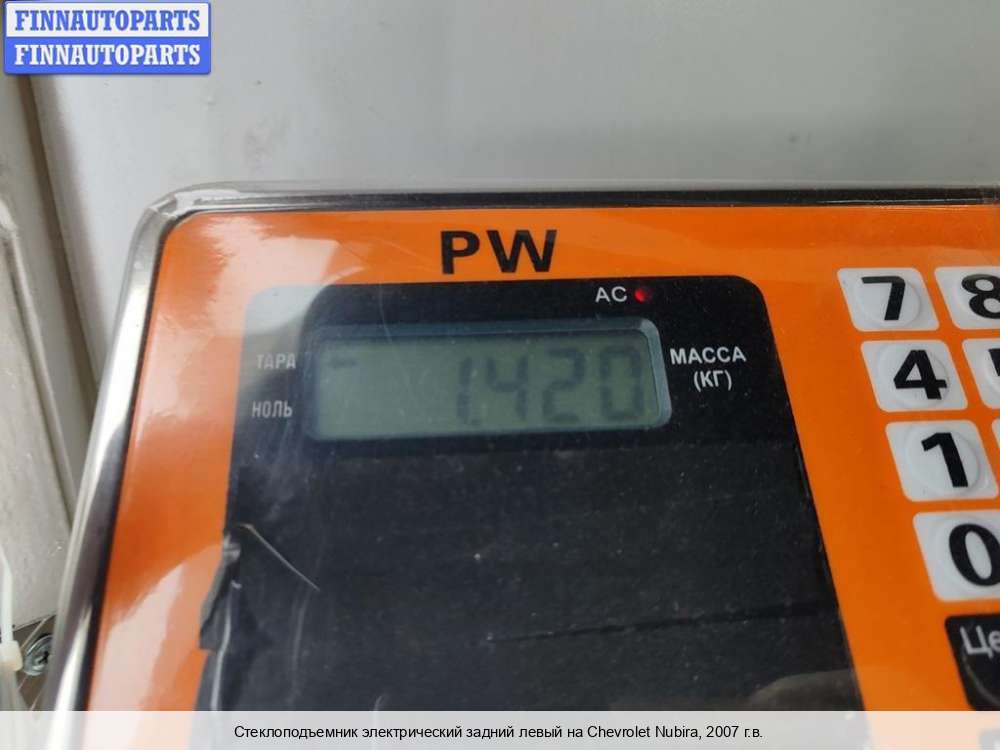 FINNAUTOPARTS
FINNAUTOPARTS
PW
AC
ТАРА
НОЛЬ
1.420
МАССА
(КГ)
7 8
4
1
0
Стеклоподъемник электрический задний левый на Chevrolet Nubira, 2007 г.в.